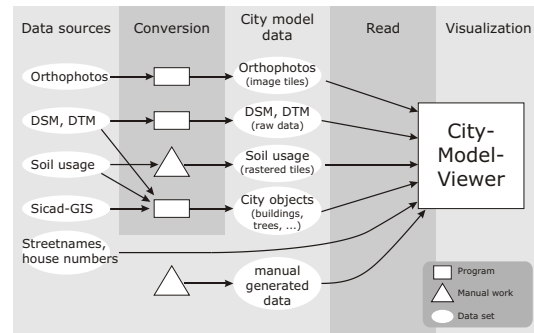 Data sources
Conversion
City model
data
Read
Visualization
Orthophotos
Orthophotos
(image tiles)
DSM, DTM
DSM, DTM
(raw data)
Soil usage
Soil usage
(rastered tiles)
Sicad-GIS
City objects
(buildings,
trees, ...)
Streetnames,
house numbers
manual
generated
data
City-
Model-
Viewer
Program
Manual work
Data set